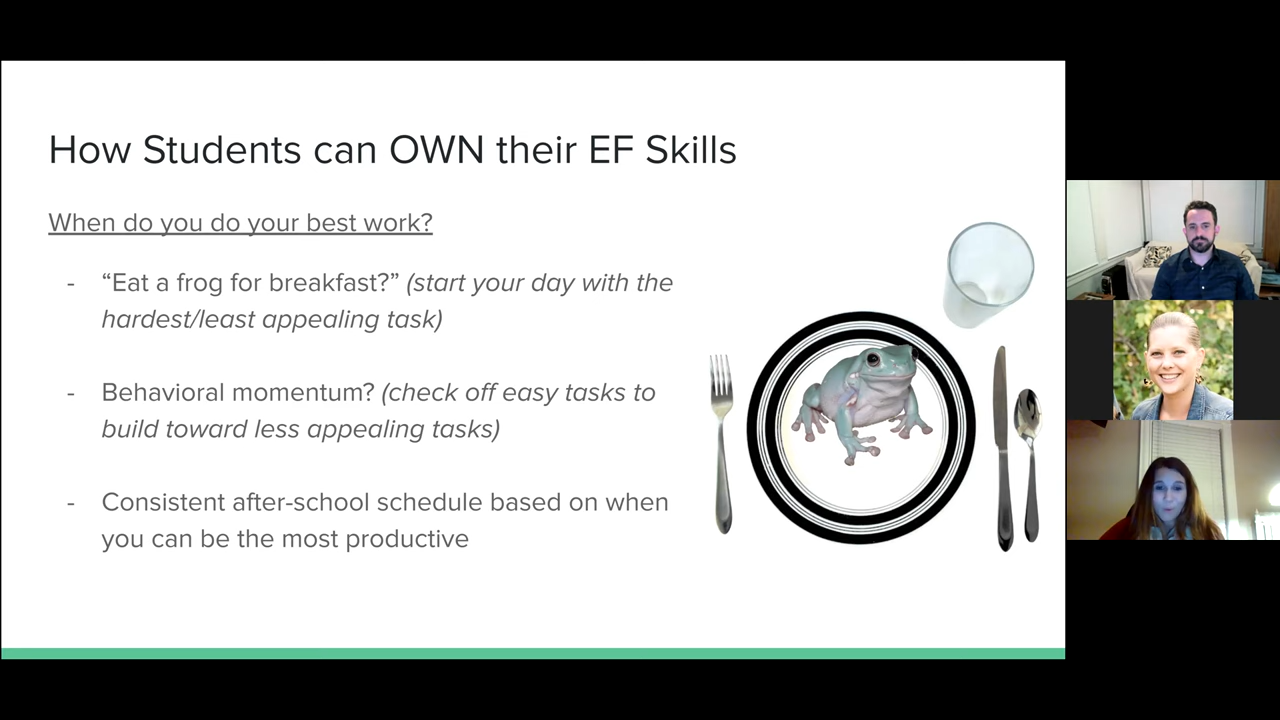 How Students can OWN their EF Skills
When do you do your best work?
- “Eat a frog for breakfast?” (start your day with the
hardest/least appealing task)
- Behavioral momentum? (check off easy tasks to
build toward less appealing tasks)
- Consistent after-school schedule based on when
you can be the most productive